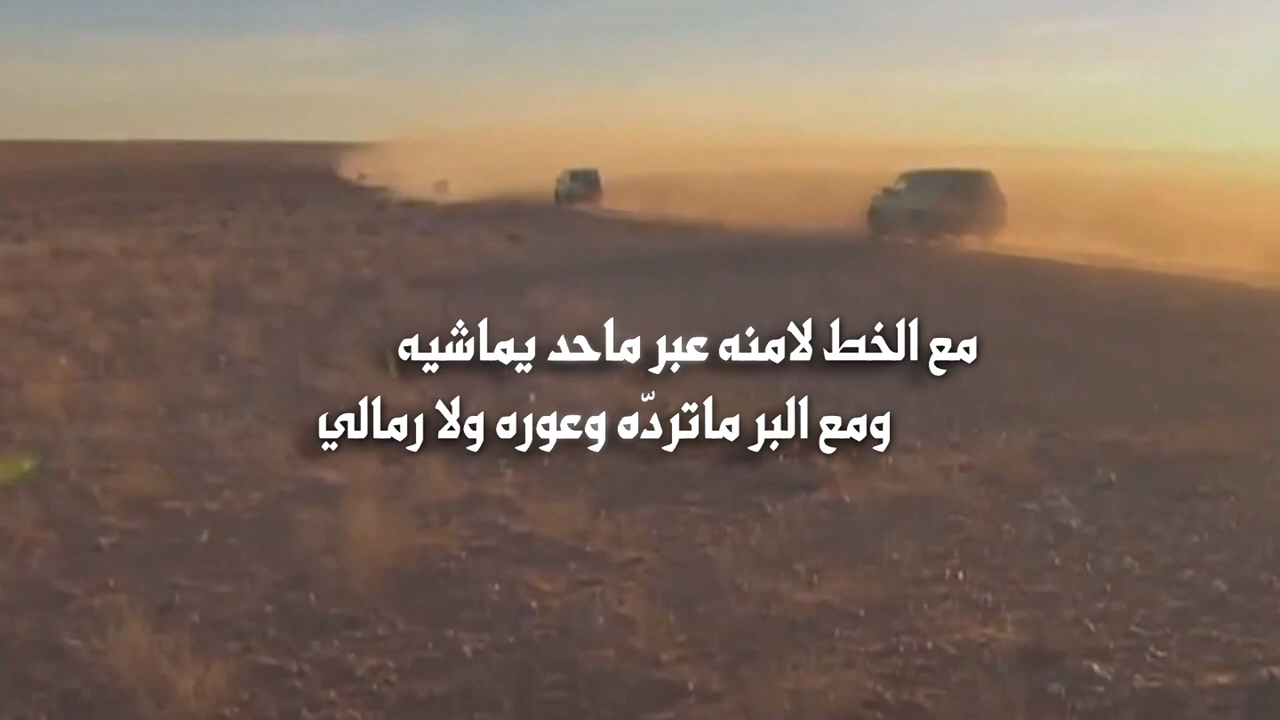 مع الخط لامنه عبر ماحد يماشيه
ومع البر ماتردّه وعوره ولا رمالي